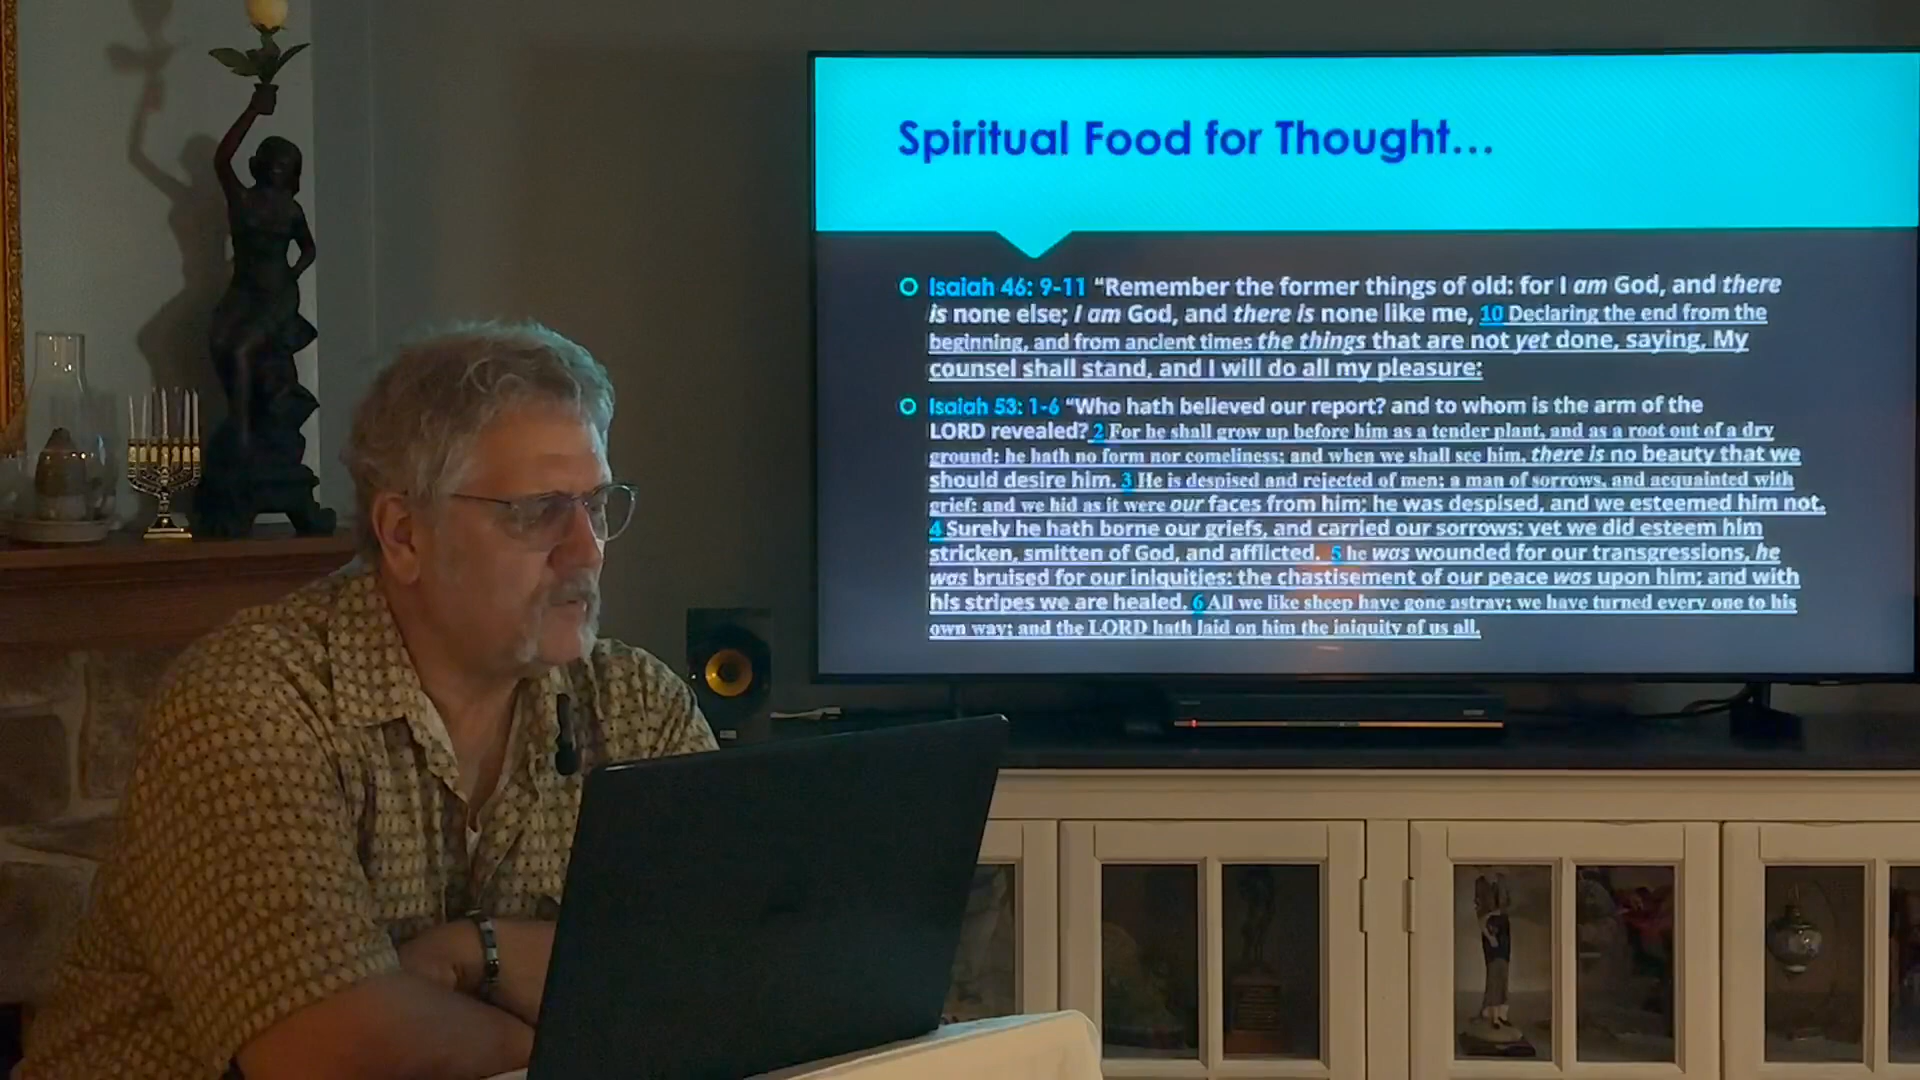 Spiritual Food for Thought...
Isaiah 46: 9-11 “Remember the former things of old: for I am God, and there
is none else; I am God, and there is none like me, 10 Declaring the end from the
beginning, and from ancient times the things that are not yet done, saying, My
counsel shall stand, and I will do all my pleasure:
Isaiah 53: 1-6 “Who hath believed our report? and to whom is the arm of the
LORD revealed? 2 For he shall grow up before him as a tender plant, and as a root out of a dry
ground: he hath no form nor comeliness; and when we shall see him, there is no beauty that we
should desire him. 3 He is despised and rejected of men; a man of sorrows, and acquainted with
grief: and we hid as it were our faces from him; he was despised, and we esteemed him not.
4 Surely he hath borne our griefs, and carried our sorrows: yet we did esteem him
stricken, smitten of God, and afflicted. 5 he was wounded for our transgressions, he
was bruised for our iniquities: the chastisement of our peace was upon him; and with
his stripes we are healed. 6 All we like sheep have gone astray; we have turned every one to his
own way; and the LORD hath laid on him the iniquity of us all.